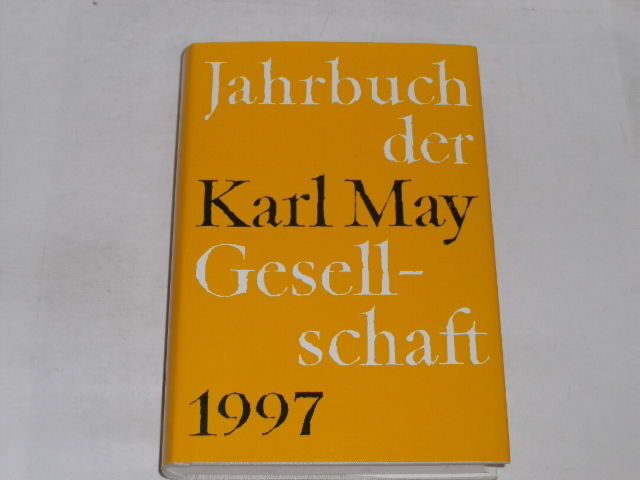 Jahrbuch
der
Karl May
Gesell-
schaft
1997